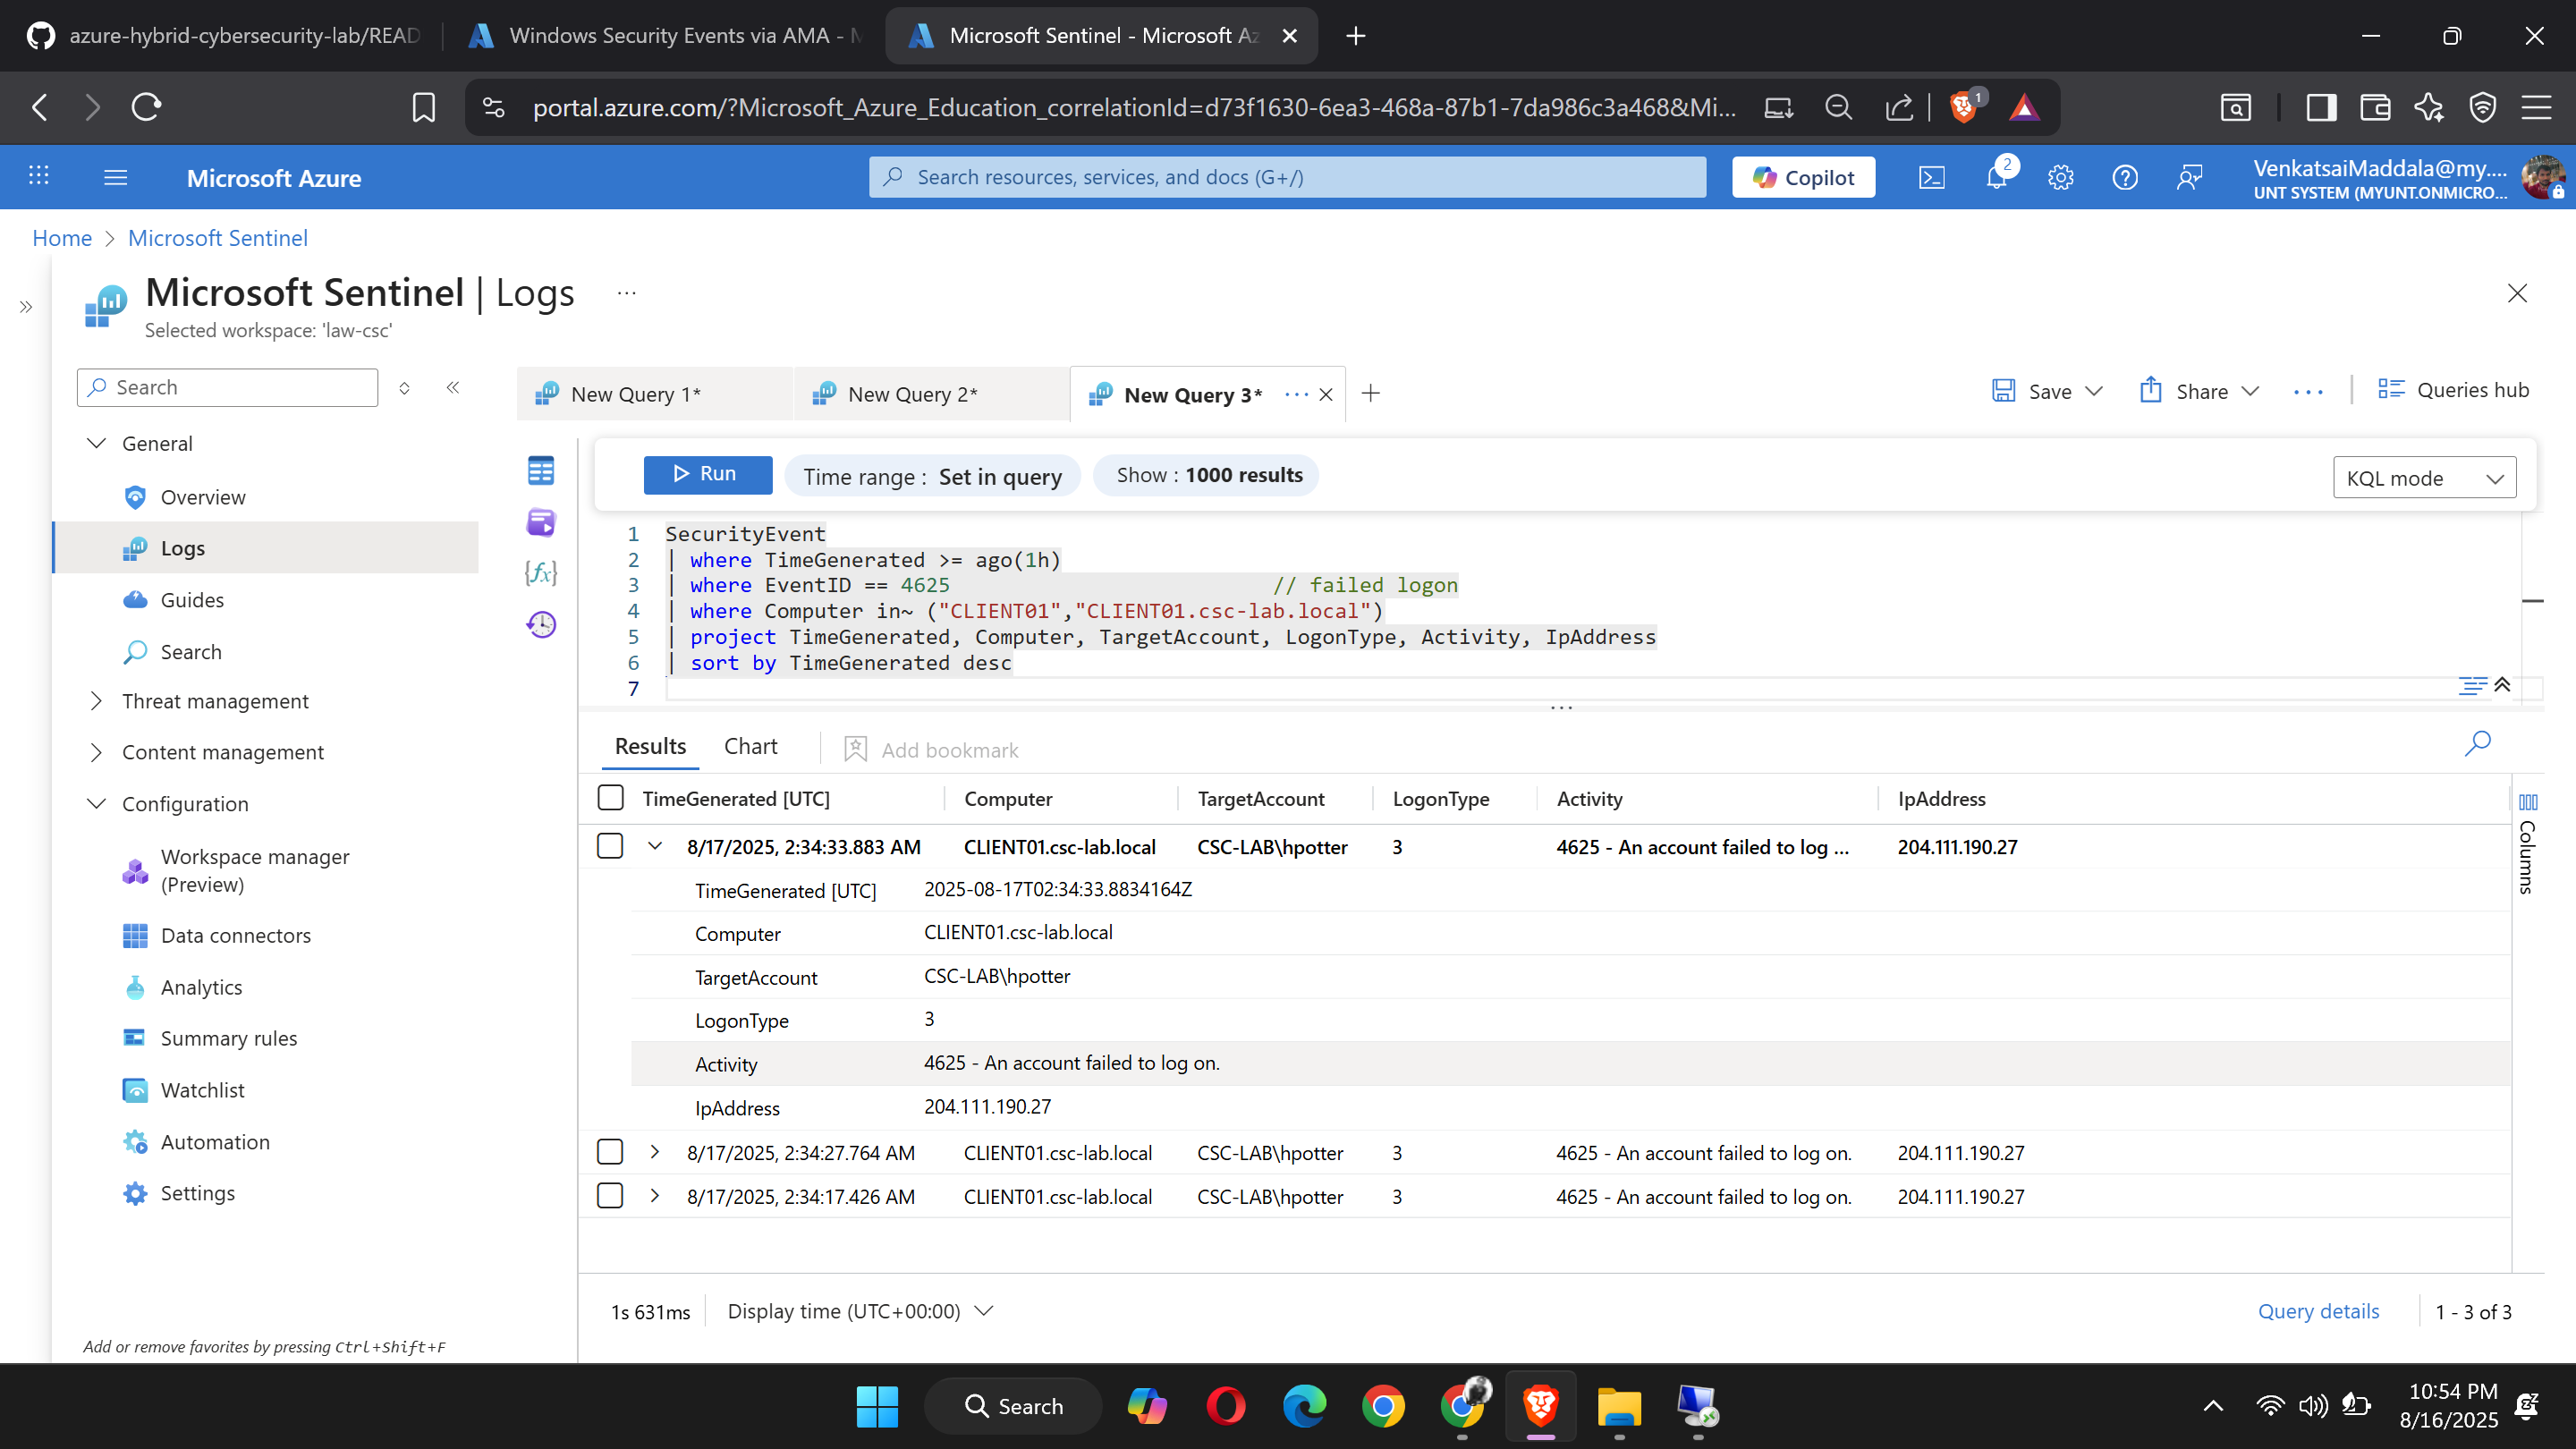 azure-hybrid-cybersecurity-lab/READ
Windows Security Events via AMA - M
Microsoft Sentinel - Microsoft Az
portal.azure.com/?Microsoft_Azure_Education_correlationId=d73f1630-6ea3-468a-87b1-7da986c3a468&Mi...
1
Microsoft Azure
Search resources, services, and docs (G+/)
Copilot
2
VenkatsaiMaddala@my....
UNT SYSTEM (MYUNT.ONMICRO...
Home > Microsoft Sentinel
Microsoft Sentinel | Logs ...
Selected workspace: 'law-csc'
Search
General
Overview
Logs
Guides
Search
Threat management
Content management
Configuration
Workspace manager
(Preview)
Data connectors
Analytics
Summary rules
Watchlist
Automation
Settings
Add or remove favorites by pressing Ctrl+Shift+F
New Query 1*
New Query 2*
New Query 3* ...
Save
Share
...
Queries hub
Run
Time range : Set in query
Show : 1000 results
KQL mode
{fx}
1 SecurityEvent
2 | where TimeGenerated >= ago(1h)
3 | where EventID == 4625 // failed logon
4 | where Computer in~ ("CLIENT01","CLIENT01.csc-lab.local")
5 | project TimeGenerated, Computer, TargetAccount, LogonType, Activity, IpAddress
6 | sort by TimeGenerated desc
7
...
Results Chart Add bookmark
TimeGenerated [UTC] Computer TargetAccount LogonType Activity IpAddress
Columns
8/17/2025, 2:34:33.883 AM CLIENT01.csc-lab.local CSC-LAB\hpotter 3 4625 - An account failed to log ... 204.111.190.27
TimeGenerated [UTC] 2025-08-17T02:34:33.8834164Z
Computer CLIENT01.csc-lab.local
TargetAccount CSC-LAB\hpotter
LogonType 3
Activity 4625 - An account failed to log on.
IpAddress 204.111.190.27
8/17/2025, 2:34:27.764 AM CLIENT01.csc-lab.local CSC-LAB\hpotter 3 4625 - An account failed to log on. 204.111.190.27
8/17/2025, 2:34:17.426 AM CLIENT01.csc-lab.local CSC-LAB\hpotter 3 4625 - An account failed to log on. 204.111.190.27
1s 631ms Display time (UTC+00:00)
Query details 1 - 3 of 3
Search
10:54 PM
8/16/2025